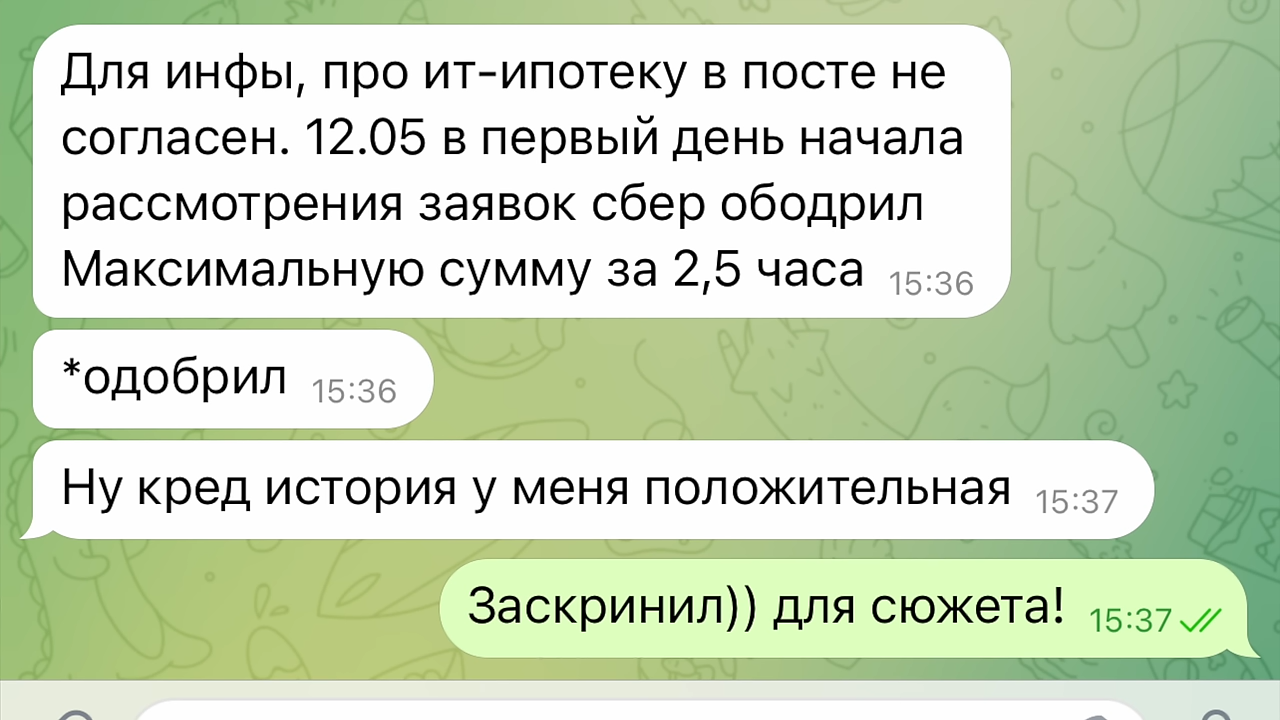 Для инфы, про ит-ипотеку в посте не
согласен. 12.05 в первый день начала
рассмотрения заявок сбер ободрил
Максимальную сумму за 2,5 часа 15:36
*одобрил 15:36
Ну кред история у меня положительная 15:37
Заскринил)) для сюжета! 15:37